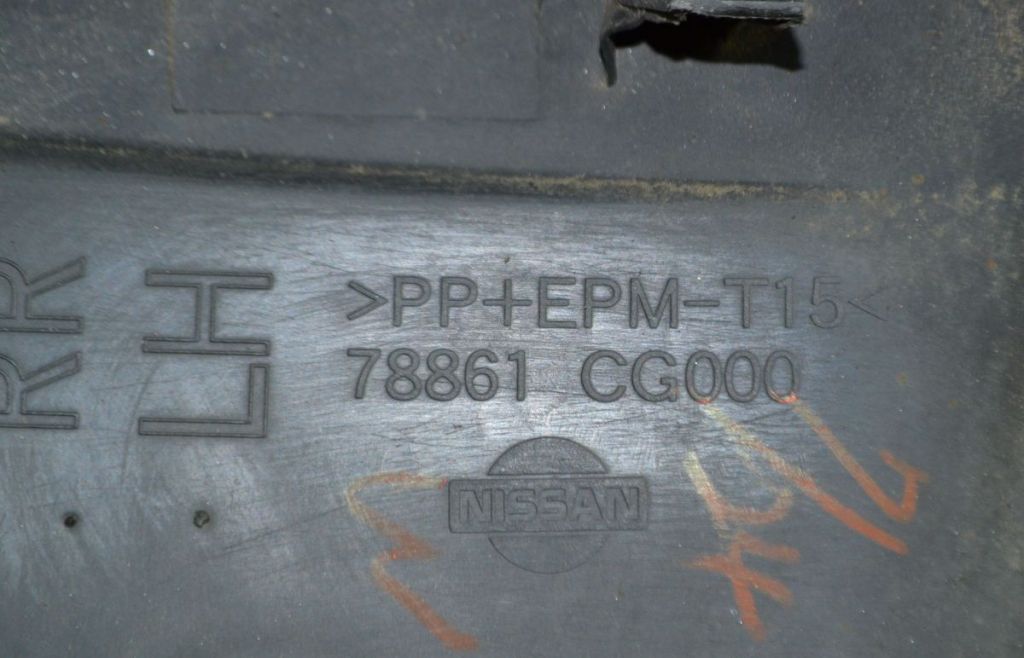 RR
LH
>PP+EPM-T15<
78861 CG000
NISSAN